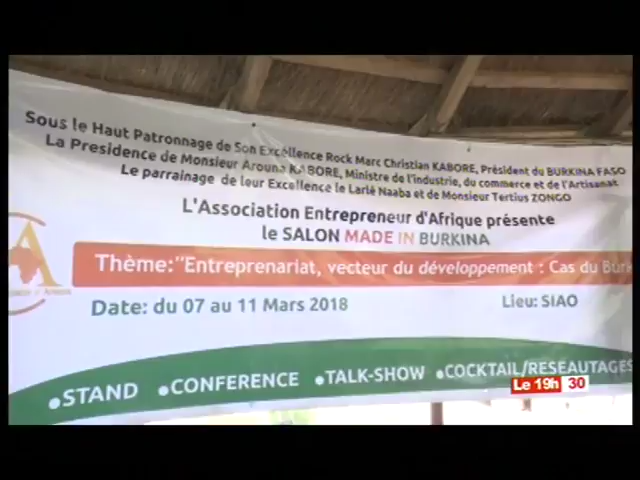 Sous le Haut Patronnage de Son Excellence Rock Marc Christian KABORE, Président du BURKINA FASO
La Presidence de Monsieur Arouna KABORE, Ministre de l'industrie, du commerce et de l'Artisanat
Le parrainage de leur Excellence le Larlé Naaba et de Monsieur Tertius ZONGO
L'Association Entrepreneur d'Afrique présente
le SALON MADE IN BURKINA
Thème:"Entreprenariat, vecteur du développement : Cas du Burk
Date: du 07 au 11 Mars 2018
Lieu: SIAO
•STAND •CONFERENCE •TALK-SHOW •COCKTAIL/RESEAUTAGES
Le 19h 30